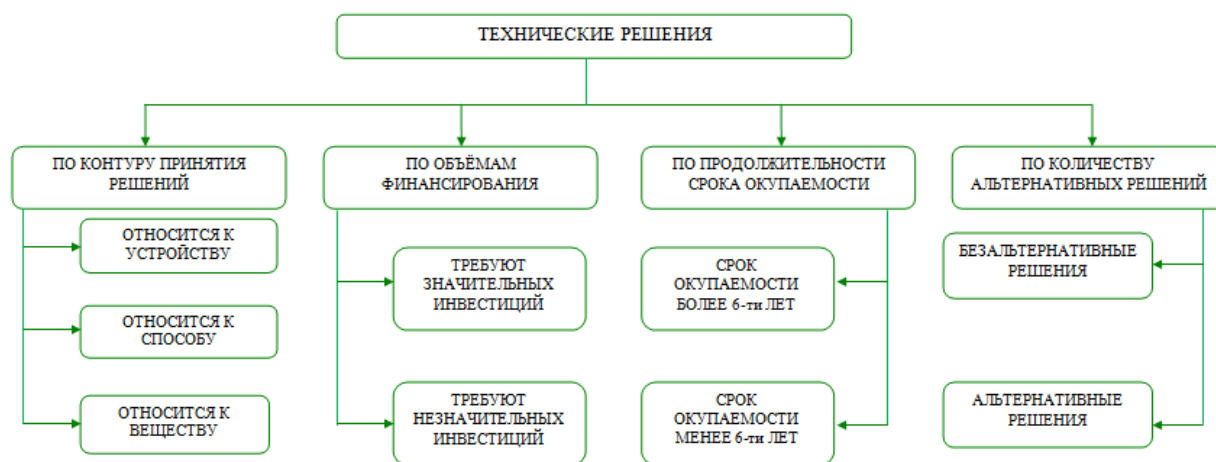 ТЕХНИЧЕСКИЕ РЕШЕНИЯ
ПО КОНТУРУ ПРИНЯТИЯ
РЕШЕНИЙ
ОТНОСИТСЯ К
УСТРОЙСТВУ
ОТНОСИТСЯ К
СПОСОБУ
ОТНОСИТСЯ К
ВЕЩЕСТВУ
ПО ОБЪЁМАМ
ФИНАНСИРОВАНИЯ
ТРЕБУЮТ
ЗНАЧИТЕЛЬНЫХ
ИНВЕСТИЦИЙ
ТРЕБУЮТ
НЕЗНАЧИТЕЛЬНЫХ
ИНВЕСТИЦИЙ
ПО ПРОДОЛЖИТЕЛЬНОСТИ
СРОКА ОКУПАЕМОСТИ
СРОК
ОКУПАЕМОСТИ
БОЛЕЕ 6-ти ЛЕТ
СРОК
ОКУПАЕМОСТИ
МЕНЕЕ 6-ти ЛЕТ
ПО КОЛИЧЕСТВУ
АЛЬТЕРНАТИВНЫХ РЕШЕНИЙ
БЕЗАЛЬТЕРНАТИВНЫЕ
РЕШЕНИЯ
АЛЬТЕРНАТИВНЫЕ
РЕШЕНИЯ